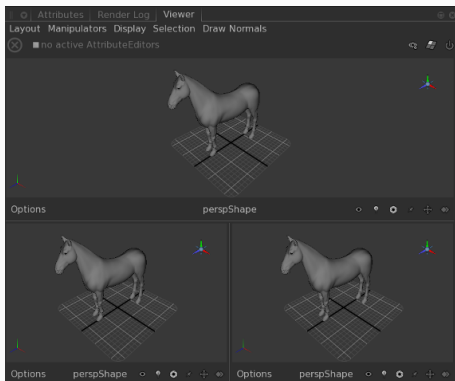 Attributes Render Log Viewer
Layout Manipulators Display Selection Draw Normals
no active AttributeEditors
Options perspShape
Options perspShape
Options perspShape